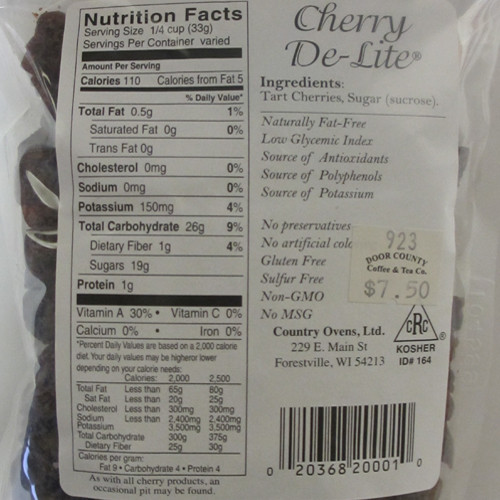 Nutrition Facts
Serving Size 1/4 cup (33g)
Servings Per Container varied
Amount Per Serving
Calories 110 Calories from Fat 5
% Daily Value*
Total Fat 0.5g 1%
Saturated Fat 0g 0%
Trans Fat 0g
Cholesterol 0mg 0%
Sodium 0mg 0%
Potassium 150mg 4%
Total Carbohydrate 26g 9%
Dietary Fiber 1g 4%
Sugars 19g
Protein 1g
Vitamin A 30% • Vitamin C 0%
Calcium 0% • Iron 0%
*Percent Daily Values are based on a 2,000 calorie
diet. Your daily values may be higheror lower
depending on your calorie needs:
Calories: 2,000 2,500
Total Fat Less than 65g 80g
Sat Fat Less than 20g 25g
Cholesterol Less than 300mg 300mg
Sodium Less than 2,400mg 2,400mg
Potassium 3,500mg 3,500mg
Total Carbohydrate 300g 375g
Dietary Fiber 25g 30g
Calories per gram:
Fat 9 • Carbohydrate 4 • Protein 4
As with all cherry products, an
occasional pit may be found.
Cherry
De-Lite®
Ingredients:
Tart Cherries, Sugar (sucrose).
Naturally Fat-Free
Low Glycemic Index
Source of Antioxidants
Source of Polyphenols
Source of Potassium
No preservatives
No artificial colo
Gluten Free
Sulfur Free
Non-GMO
No MSG
923
DOOR COUNTY
Coffee & Tea Co.
$7.50
Country Ovens, Ltd.
229 E. Main St
Forestville, WI 54213
CRC ®
KOSHER
ID# 164
0 20368 20001 0